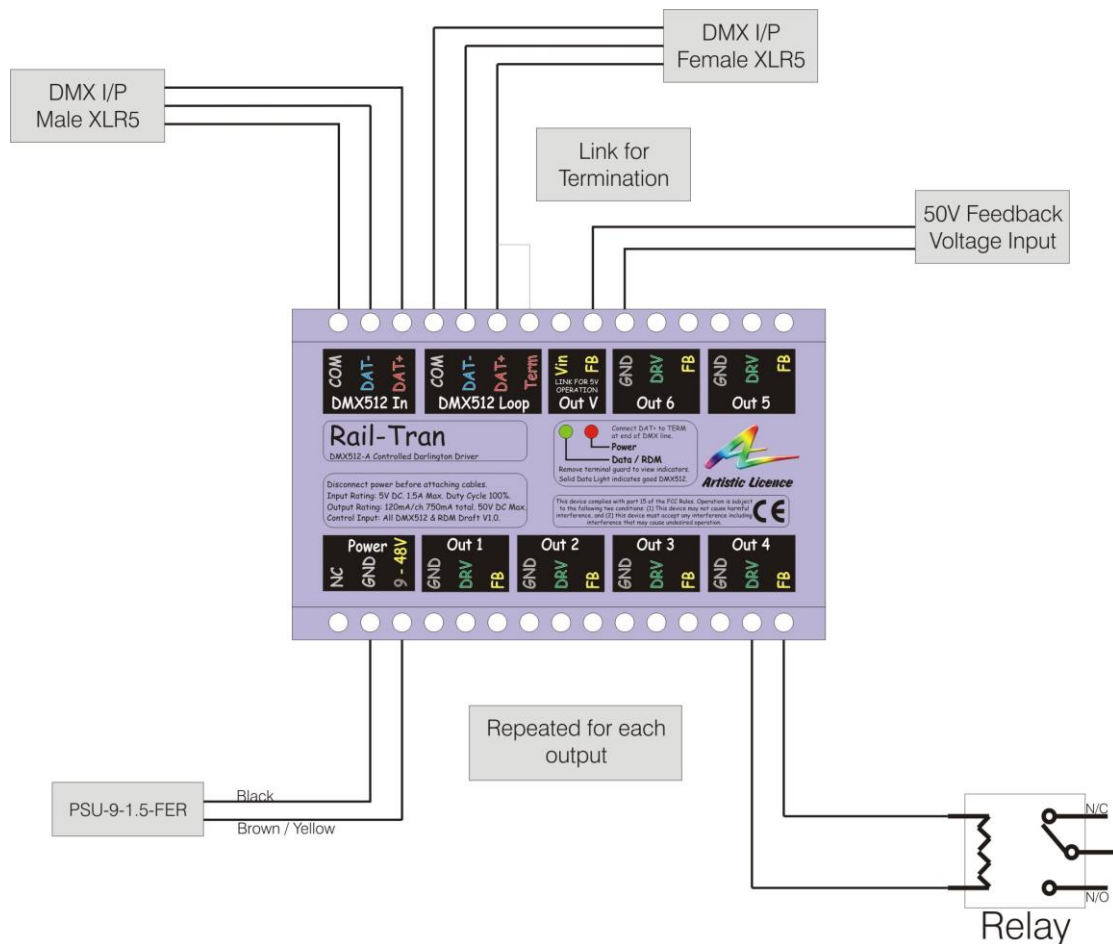 DMX I/P
Male XLR5
DMX I/P
Female XLR5
Link for
Termination
50V Feedback
Voltage Input
COM
DAT-
DAT+
DMX512 In
COM
DAT-
DAT+
Term
DMX512 Loop
Vin
FB
LINK FOR 5V
OPERATION
Out V
GND
DRV
FB
Out 6
GND
DRV
FB
Out 5
Rail-Tran
DMX512-A Controlled Darlington Driver
Connect DAT+ to TERM
at end of DMX line.
Power
Data / RDM
Remove terminal guard to view indicators.
Solid Data Light indicates good DMX512.
Artistic Licence
Disconnect power before attaching cables.
Input Rating: 5V DC. 1.5A Max. Duty Cycle 100%.
Output Rating: 120mA/ch 750mA total. 50V DC Max.
Control Input: All DMX512 & RDM Draft V1.0.
This device complies with part 15 of the FCC Rules. Operation is subject
to the following two conditions: (1) This device may not cause harmful
interference, and (2) this device must accept any interference including
interference that may cause undesired operation.
CE
Power
NC
GND
9 - 48V
Out 1
GND
DRV
FB
Out 2
GND
DRV
FB
Out 3
GND
DRV
FB
Out 4
GND
DRV
FB
Repeated for each
output
PSU-9-1.5-FER
Black
Brown / Yellow
N/C
N/O
Relay